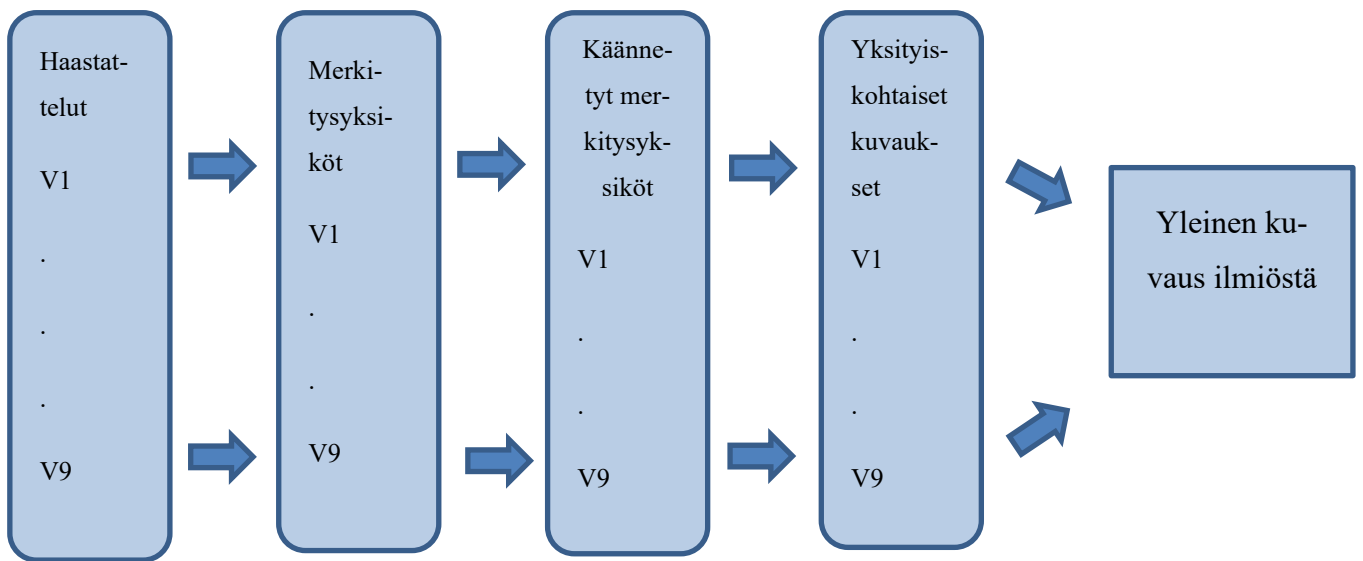 Haastat-
telut
V1
.
.
.
V9
Merki-
tysyksi-
köt
V1
.
.
V9
Käänne-
tyt mer-
kitysyk-
siköt
V1
.
.
V9
Yksityis-
kohtaiset
kuvauk-
set
V1
.
.
V9
Yleinen ku-
vaus ilmiöstä